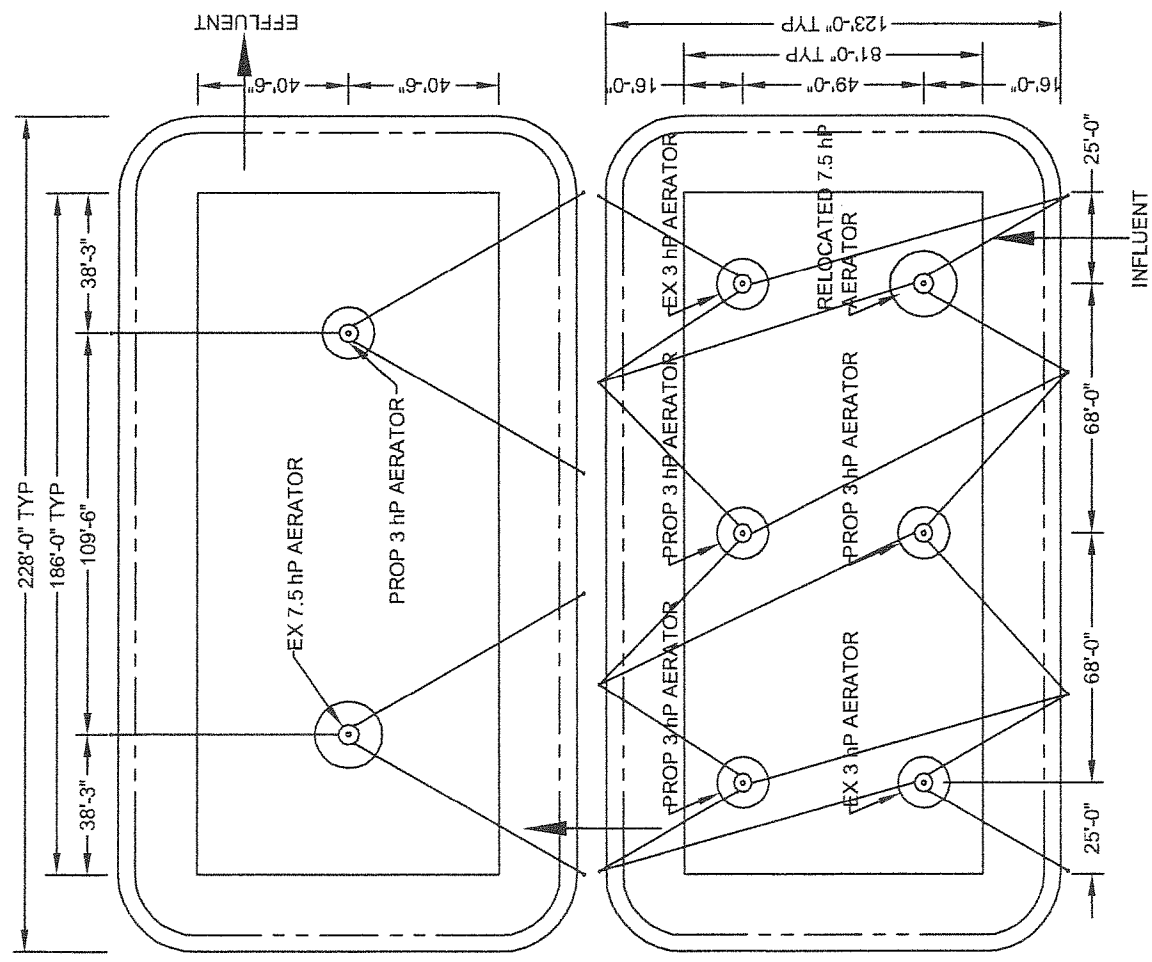 EFFLUENT
228'-0" TYP
186'-0" TYP
38'-3"
109'-6"
38'-3"
40'-6"
40'-6"
EX 7.5 hP AERATOR
PROP 3 hP AERATOR
123'-0" TYP
81'-0" TYP
16'-0"
49'-0"
16'-0"
EX 3 hP AERATOR
RELOCATED 7.5 hP
AERATOR
PROP 3 hP AERATOR
PROP 3 hP AERATOR
PROP 3 hP AERATOR
EX 3 hP AERATOR
25'-0"
68'-0"
68'-0"
25'-0"
INFLUENT